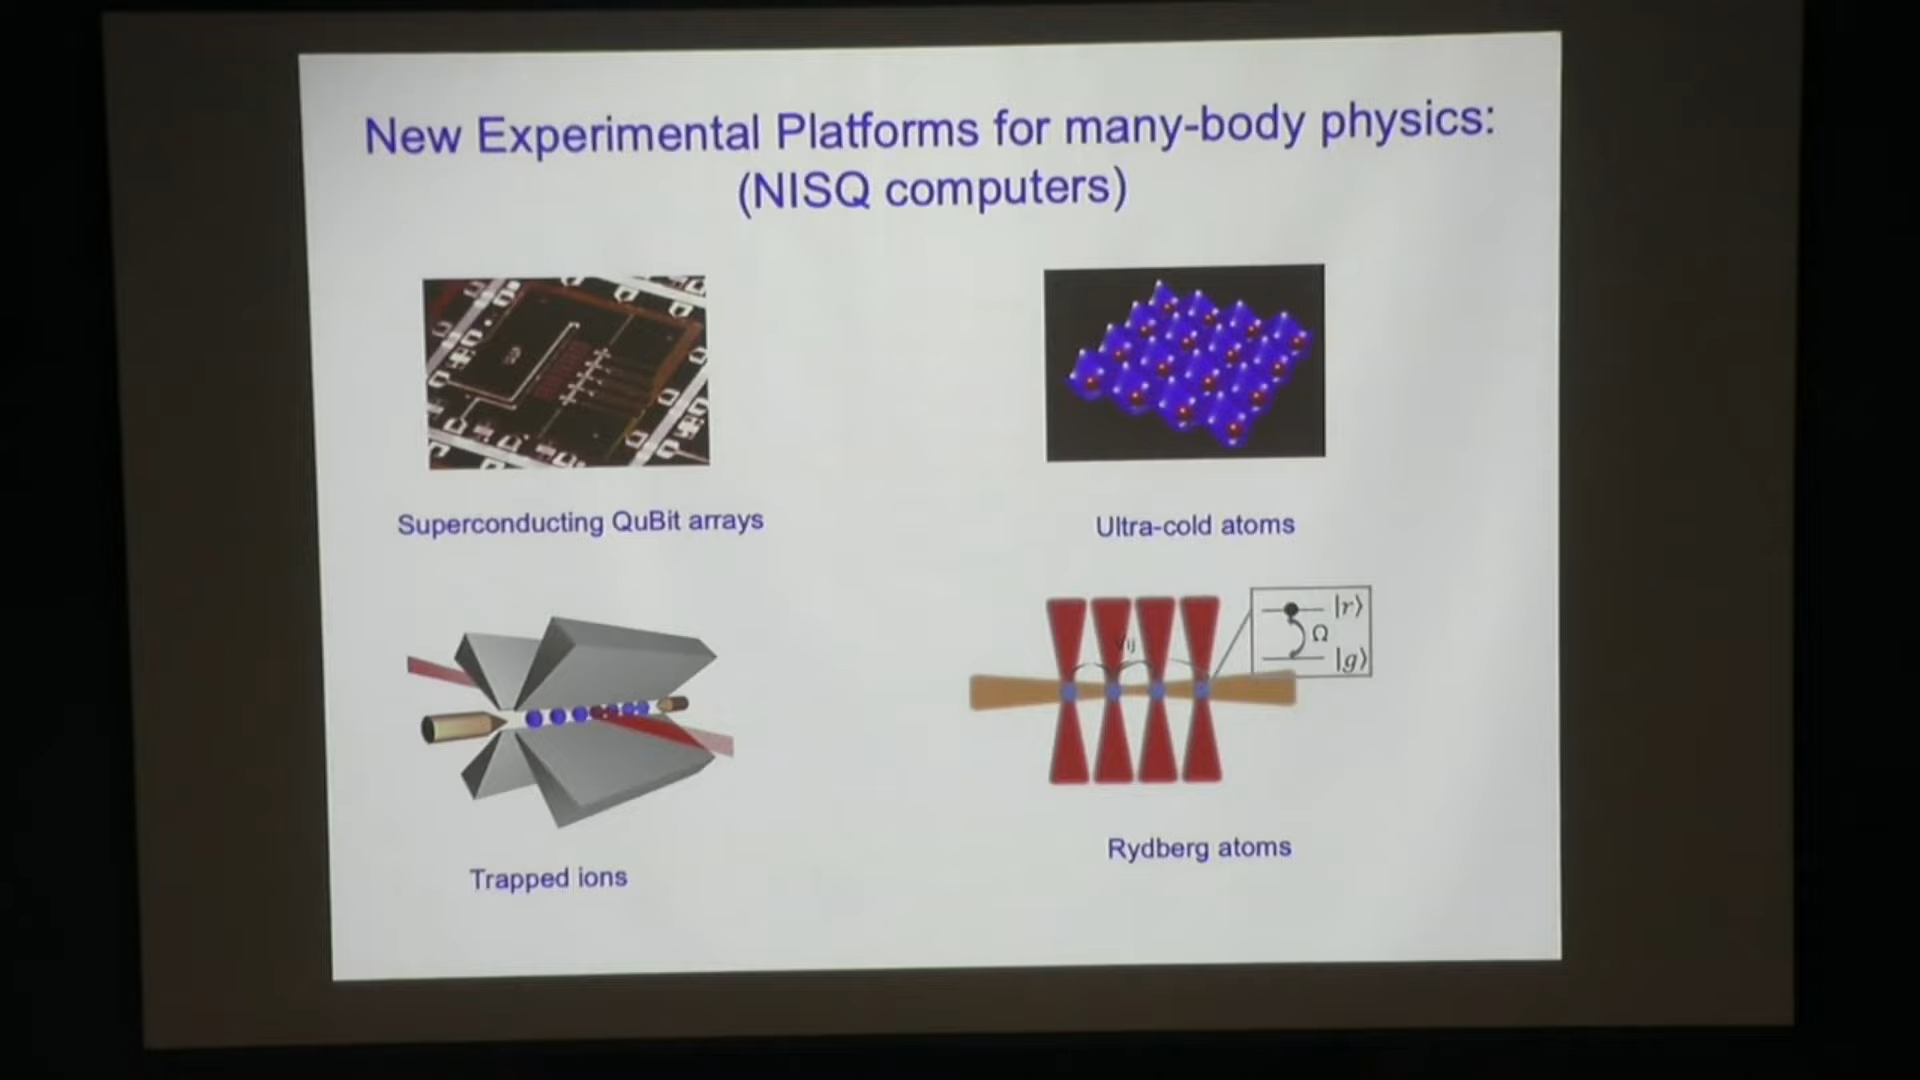 New Experimental Platforms for many-body physics:
(NISQ computers)
Superconducting QuBit arrays
Ultra-cold atoms
|r⟩
Ω
|g⟩
Trapped ions
Rydberg atoms